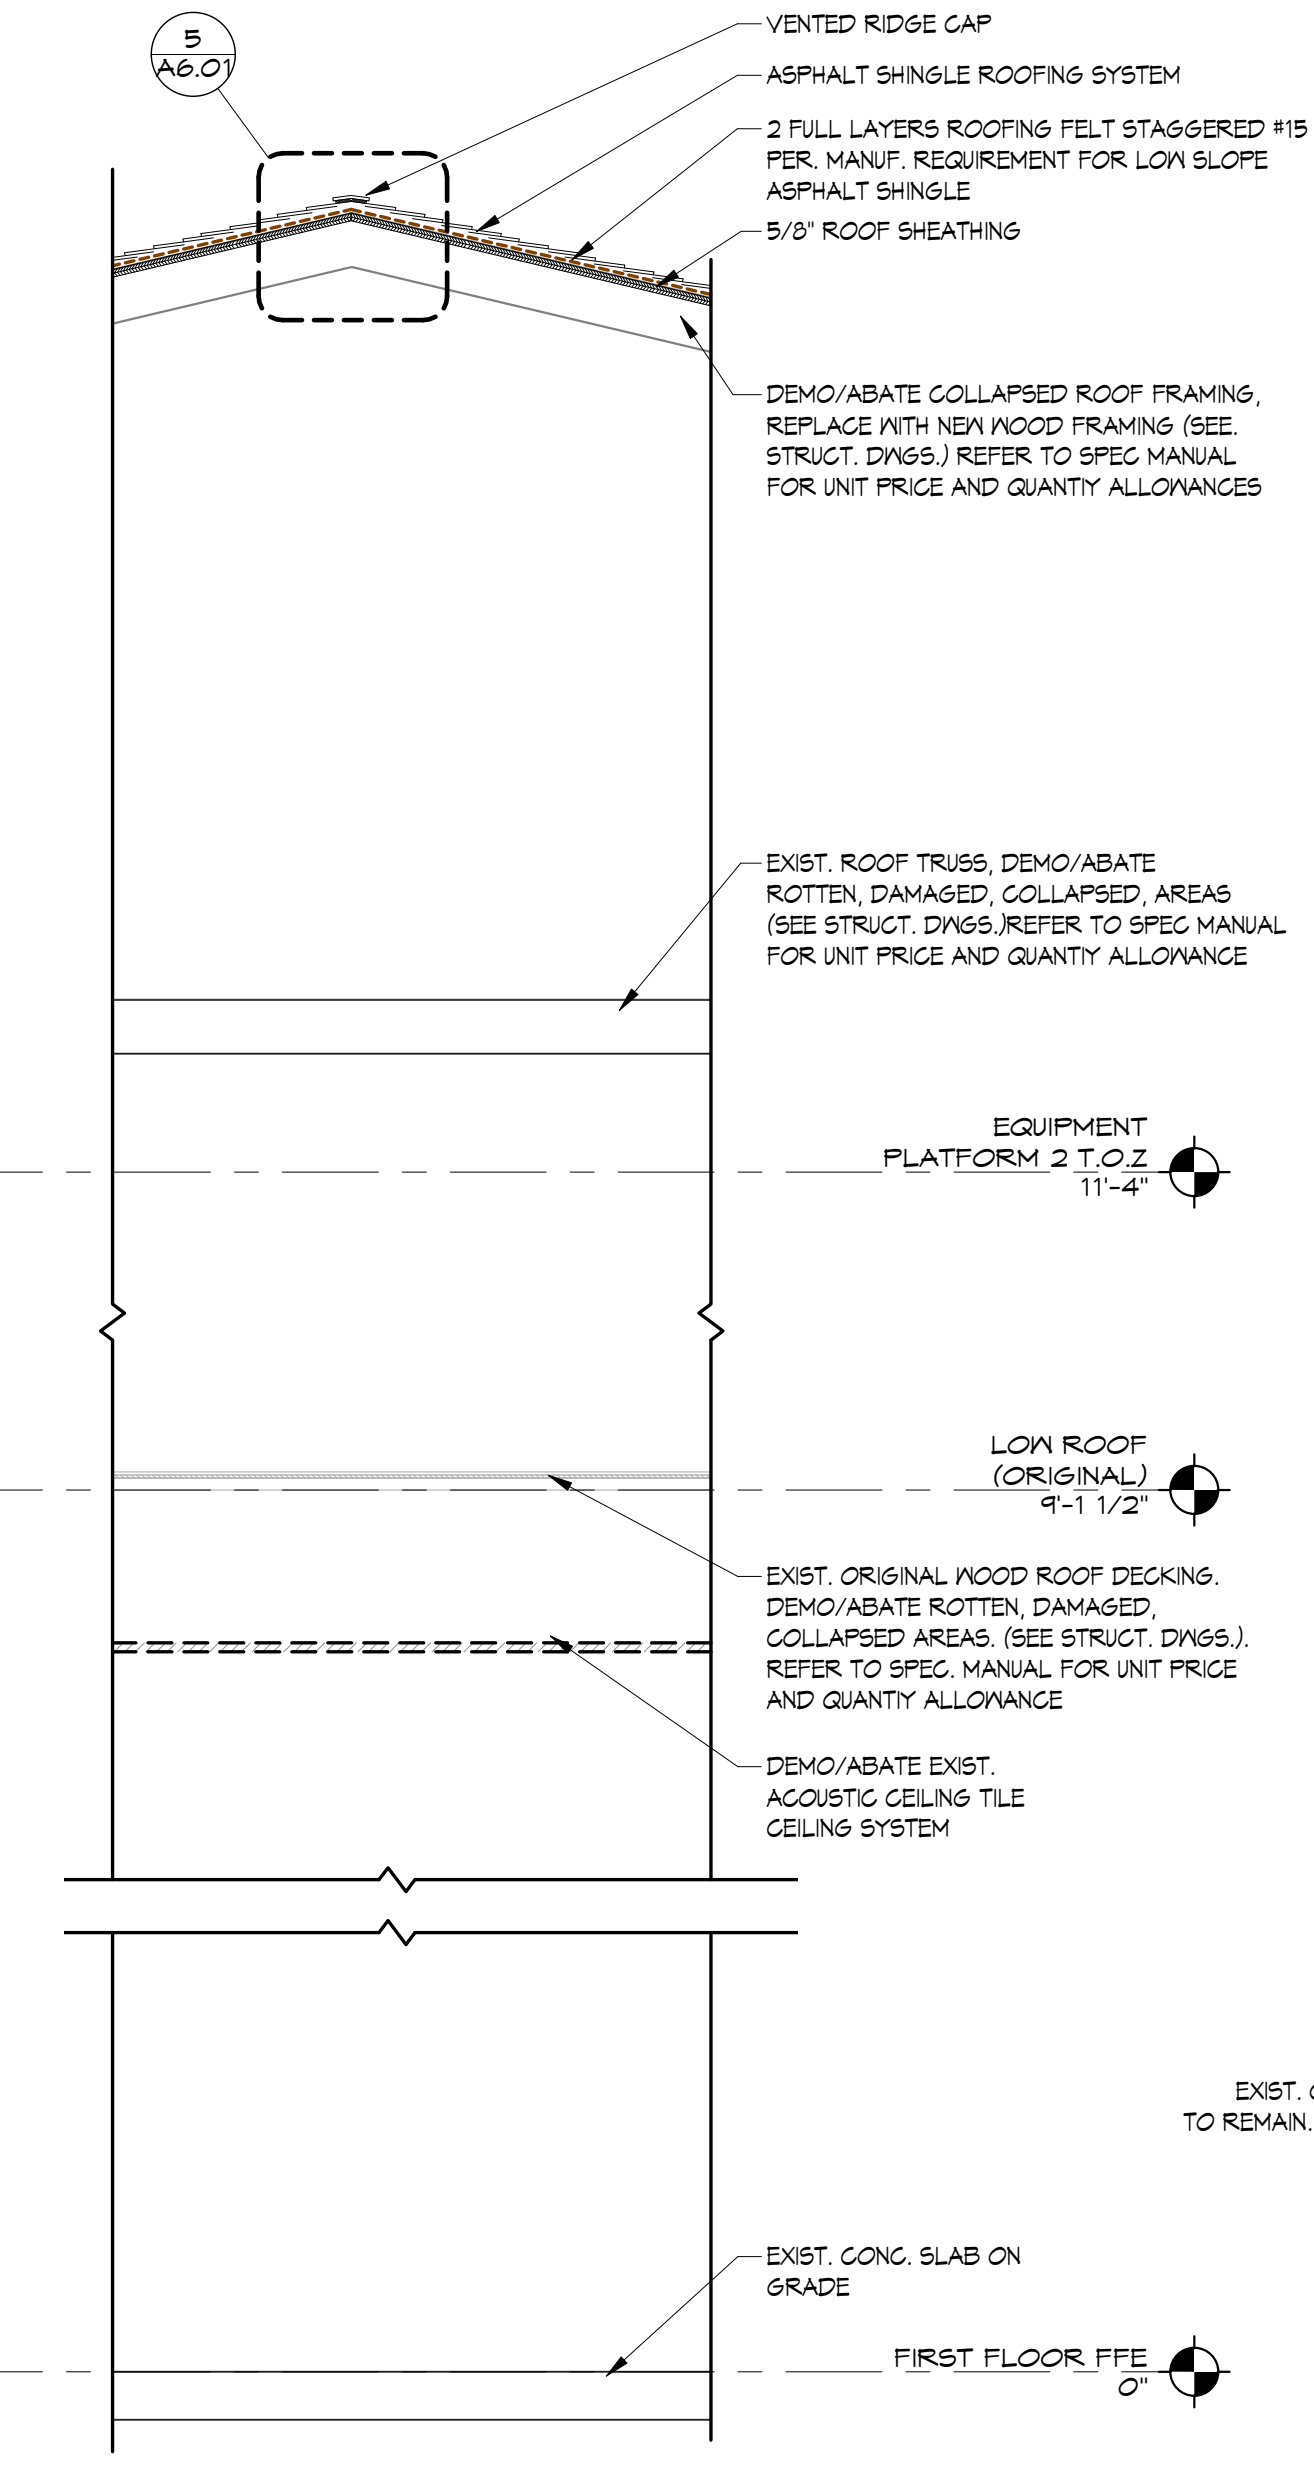 5
A6.01
VENTED RIDGE CAP
ASPHALT SHINGLE ROOFING SYSTEM
2 FULL LAYERS ROOFING FELT STAGGERED #15
PER. MANUF. REQUIREMENT FOR LOW SLOPE
ASPHALT SHINGLE
5/8" ROOF SHEATHING
DEMO/ABATE COLLAPSED ROOF FRAMING,
REPLACE WITH NEW WOOD FRAMING (SEE.
STRUCT. DWGS.) REFER TO SPEC MANUAL
FOR UNIT PRICE AND QUANTIY ALLOWANCES
EXIST. ROOF TRUSS, DEMO/ABATE
ROTTEN, DAMAGED, COLLAPSED, AREAS
(SEE STRUCT. DWGS.)REFER TO SPEC MANUAL
FOR UNIT PRICE AND QUANTIY ALLOWANCE
EQUIPMENT
PLATFORM 2 T.O.Z
11'-4"
LOW ROOF
(ORIGINAL)
9'-1 1/2"
EXIST. ORIGINAL WOOD ROOF DECKING.
DEMO/ABATE ROTTEN, DAMAGED,
COLLAPSED AREAS. (SEE STRUCT. DWGS.).
REFER TO SPEC. MANUAL FOR UNIT PRICE
AND QUANTIY ALLOWANCE
DEMO/ABATE EXIST.
ACOUSTIC CEILING TILE
CEILING SYSTEM
EXIST.
TO REMAIN.
EXIST. CONC. SLAB ON
GRADE
FIRST FLOOR FFE
0"